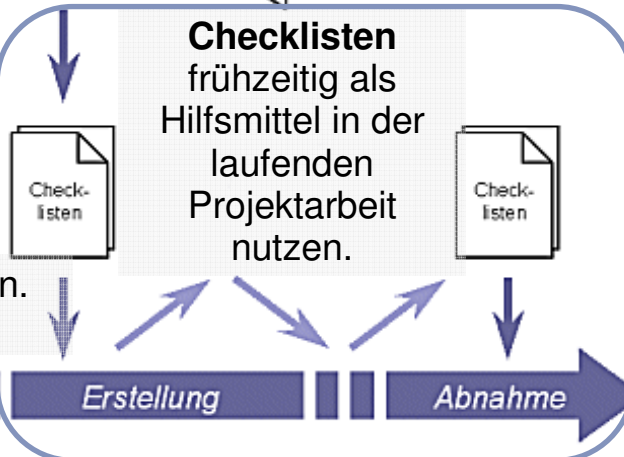 Checklisten
frühzeitig als
Hilfsmittel in der
laufenden
Projektarbeit
nutzen.
Check-
listen
Check-
listen
n.
Erstellung
Abnahme